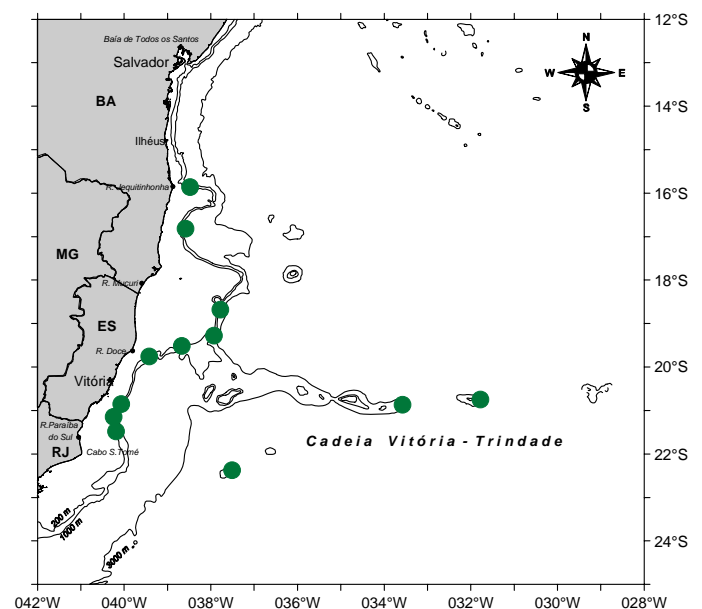 12°S
Baía de Todos os Santos
Salvador
N
W E
S
BA
14°S
Ilhéus
R. Jequitinhonha
16°S
MG
18°S
R. Mucuri
ES
R. Doce
20°S
Vitória
R.Paraíba
do Sul
RJ
Cabo S.Tomé
Cadeia Vitória - Trindade
22°S
200 m
1000 m
3000 m
24°S
042°W 040°W 038°W 036°W 034°W 032°W 030°W 028°W